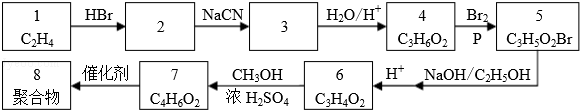 1 C₂H₄ HBr 2 NaCN 3 H₂O/H⁺ 4 C₃H₆O₂ Br₂ P 5 C₃H₅O₂Br
8 聚合物 催化剂 7 C₄H₆O₂ CH₃OH 浓 H₂SO₄ 6 C₃H₄O₂ H⁺ NaOH/C₂H₅OH